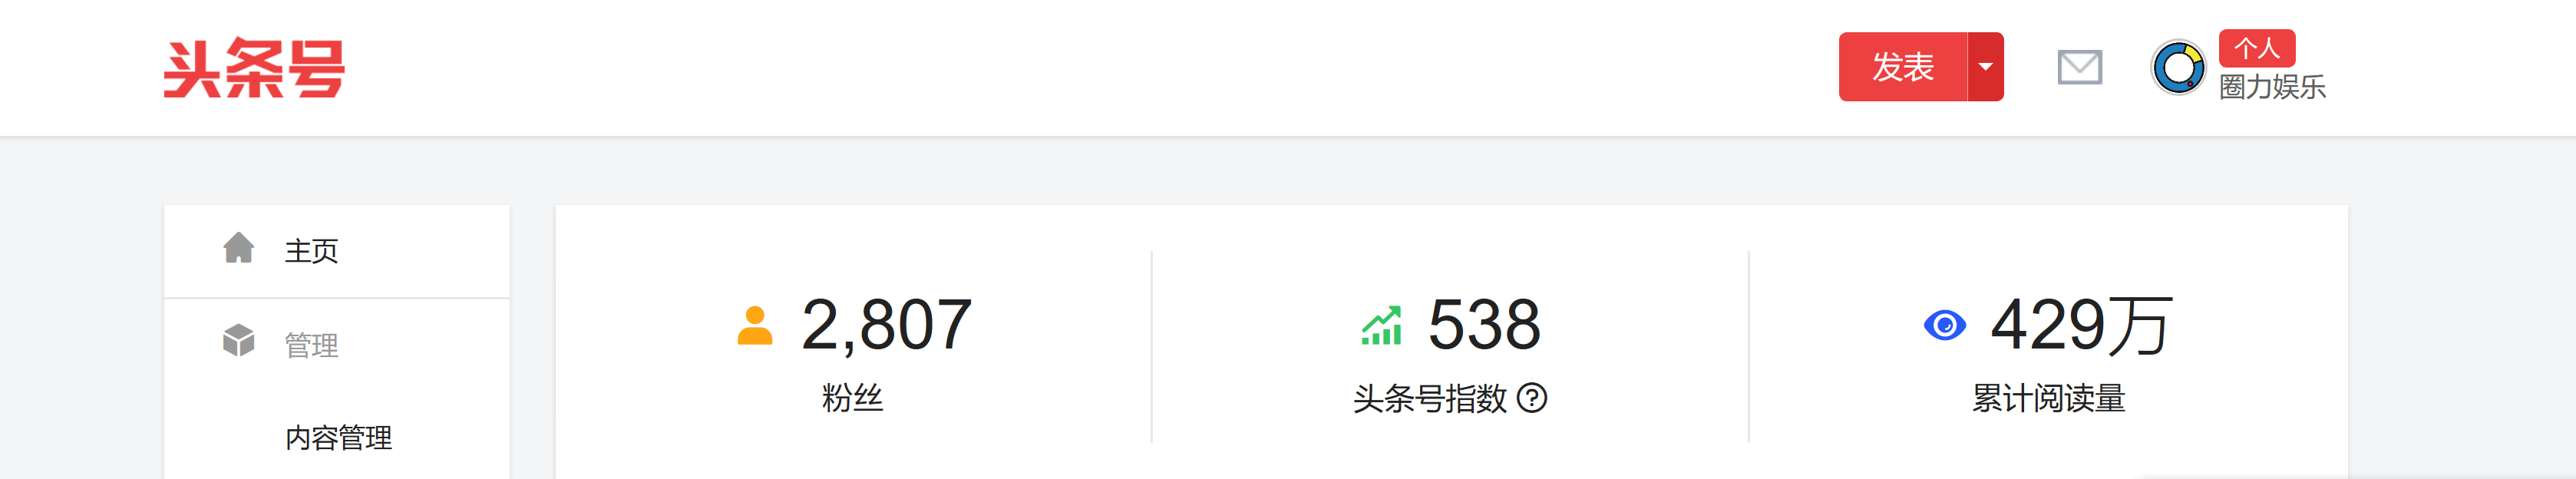 头条号
发表
个人
圈力娱乐
主页
管理
内容管理
2,807
粉丝
538
头条号指数
429万
累计阅读量